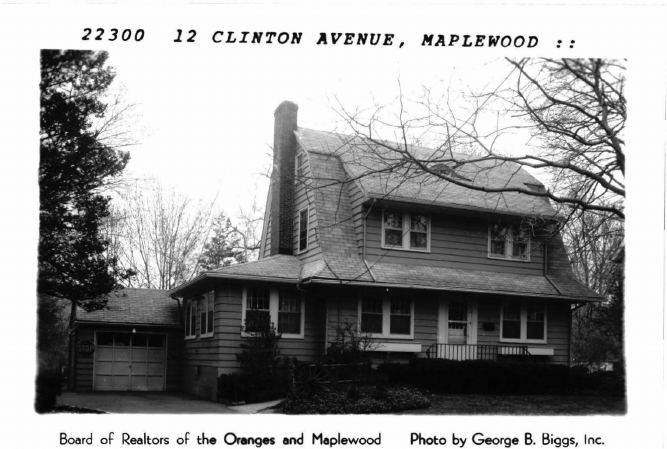 22300 12 CLINTON AVENUE, MAPLEWOOD ::
Board of Realtors of the Oranges and Maplewood Photo by George B. Biggs, Inc.